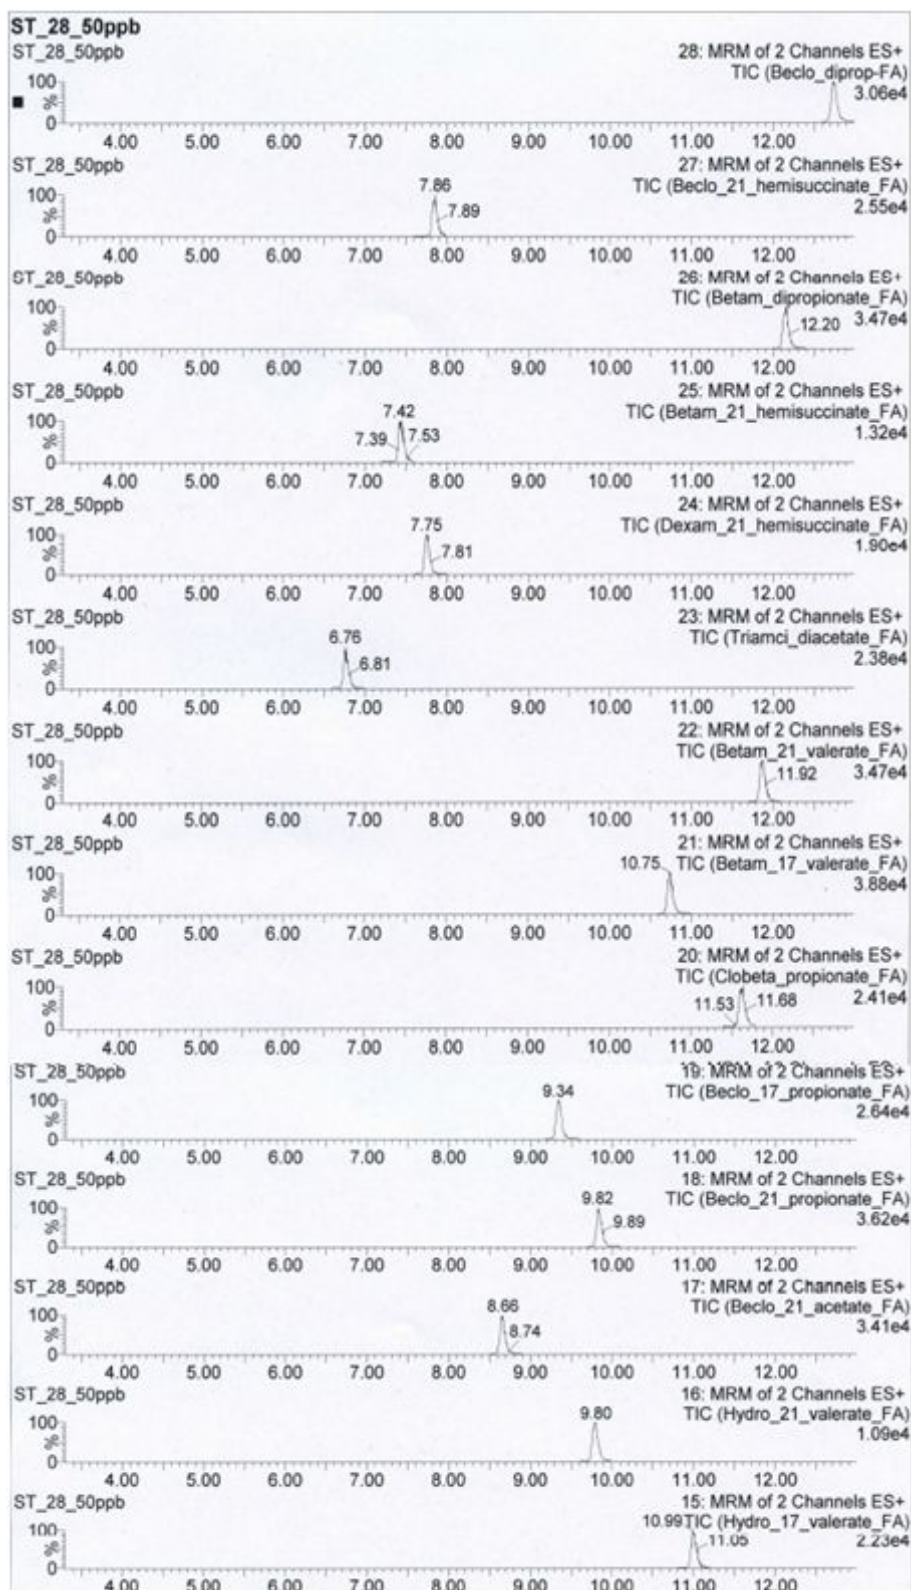 ST_28_50ppb
ST_28_50ppb
28: MRM of 2 Channels ES+
TIC (Beclo_diprop-FA)
3.06e4
100
%
0
4.00 5.00 6.00 7.00 8.00 9.00 10.00 11.00 12.00
ST_28_50ppb
27: MRM of 2 Channels ES+
TIC (Beclo_21_hemisuccinate_FA)
2.55e4
7.86
7.89
100
%
0
4.00 5.00 6.00 7.00 8.00 9.00 10.00 11.00 12.00
ST_28_50ppb
26: MRM of 2 Channels ES+
TIC (Betam_dipropionate_FA)
3.47e4
12.20
100
%
0
4.00 5.00 6.00 7.00 8.00 9.00 10.00 11.00 12.00
ST_28_50ppb
25: MRM of 2 Channels ES+
TIC (Betam_21_hemisuccinate_FA)
1.32e4
7.42
7.39 7.53
100
%
0
4.00 5.00 6.00 7.00 8.00 9.00 10.00 11.00 12.00
ST_28_50ppb
24: MRM of 2 Channels ES+
TIC (Dexam_21_hemisuccinate_FA)
1.90e4
7.75
7.81
100
%
0
4.00 5.00 6.00 7.00 8.00 9.00 10.00 11.00 12.00
ST_28_50ppb
23: MRM of 2 Channels ES+
TIC (Triamci_diacetate_FA)
2.38e4
6.76
6.81
100
%
0
4.00 5.00 6.00 7.00 8.00 9.00 10.00 11.00 12.00
ST_28_50ppb
22: MRM of 2 Channels ES+
TIC (Betam_21_valerate_FA)
3.47e4
11.92
100
%
0
4.00 5.00 6.00 7.00 8.00 9.00 10.00 11.00 12.00
ST_28_50ppb
21: MRM of 2 Channels ES+
10.75 TIC (Betam_17_valerate_FA)
3.88e4
100
%
0
4.00 5.00 6.00 7.00 8.00 9.00 10.00 11.00 12.00
ST_28_50ppb
20: MRM of 2 Channels ES+
TIC (Clobeta_propionate_FA)
2.41e4
11.53 11.68
100
%
0
4.00 5.00 6.00 7.00 8.00 9.00 10.00 11.00 12.00
ST_28_50ppb
19: MRM of 2 Channels ES+
TIC (Beclo_17_propionate_FA)
2.64e4
9.34
100
%
0
4.00 5.00 6.00 7.00 8.00 9.00 10.00 11.00 12.00
ST_28_50ppb
18: MRM of 2 Channels ES+
TIC (Beclo_21_propionate_FA)
3.62e4
9.82
9.89
100
%
0
4.00 5.00 6.00 7.00 8.00 9.00 10.00 11.00 12.00
ST_28_50ppb
17: MRM of 2 Channels ES+
TIC (Beclo_21_acetate_FA)
3.41e4
8.66
8.74
100
%
0
4.00 5.00 6.00 7.00 8.00 9.00 10.00 11.00 12.00
ST_28_50ppb
16: MRM of 2 Channels ES+
TIC (Hydro_21_valerate_FA)
1.09e4
9.80
100
%
0
4.00 5.00 6.00 7.00 8.00 9.00 10.00 11.00 12.00
ST_28_50ppb
15: MRM of 2 Channels ES+
10.99 TIC (Hydro_17_valerate_FA)
2.23e4
11.05
100
%
0
4.00 5.00 6.00 7.00 8.00 9.00 10.00 11.00 12.00